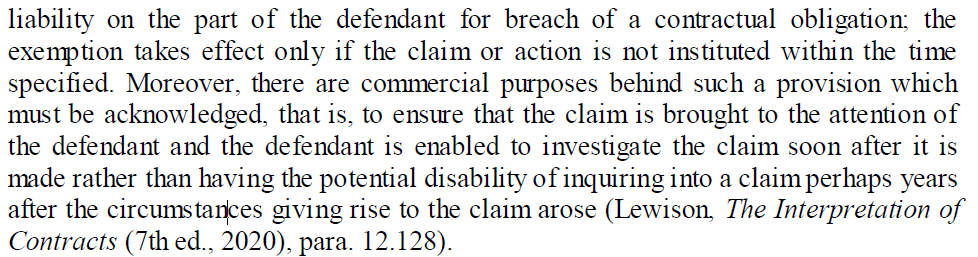 liability on the part of the defendant for breach of a contractual obligation; the
exemption takes effect only if the claim or action is not instituted within the time
specified. Moreover, there are commercial purposes behind such a provision which
must be acknowledged, that is, to ensure that the claim is brought to the attention of
the defendant and the defendant is enabled to investigate the claim soon after it is
made rather than having the potential disability of inquiring into a claim perhaps years
after the circumstances giving rise to the claim arose (Lewison, The Interpretation of
Contracts (7th ed., 2020), para. 12.128).